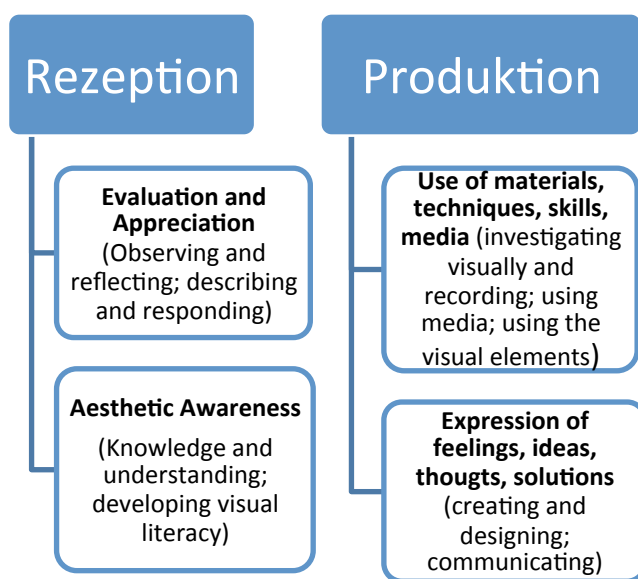 Rezeption
Evaluation and
Appreciation
(Observing and
reflecting; describing
and responding)
Aesthetic Awareness
(Knowledge and
understanding;
developing visual
literacy)
Produktion
Use of materials,
techniques, skills,
media (investigating
visually and
recording; using
media; using the
visual elements)
Expression of
feelings, ideas,
thougts, solutions
(creating and
designing;
communicating)